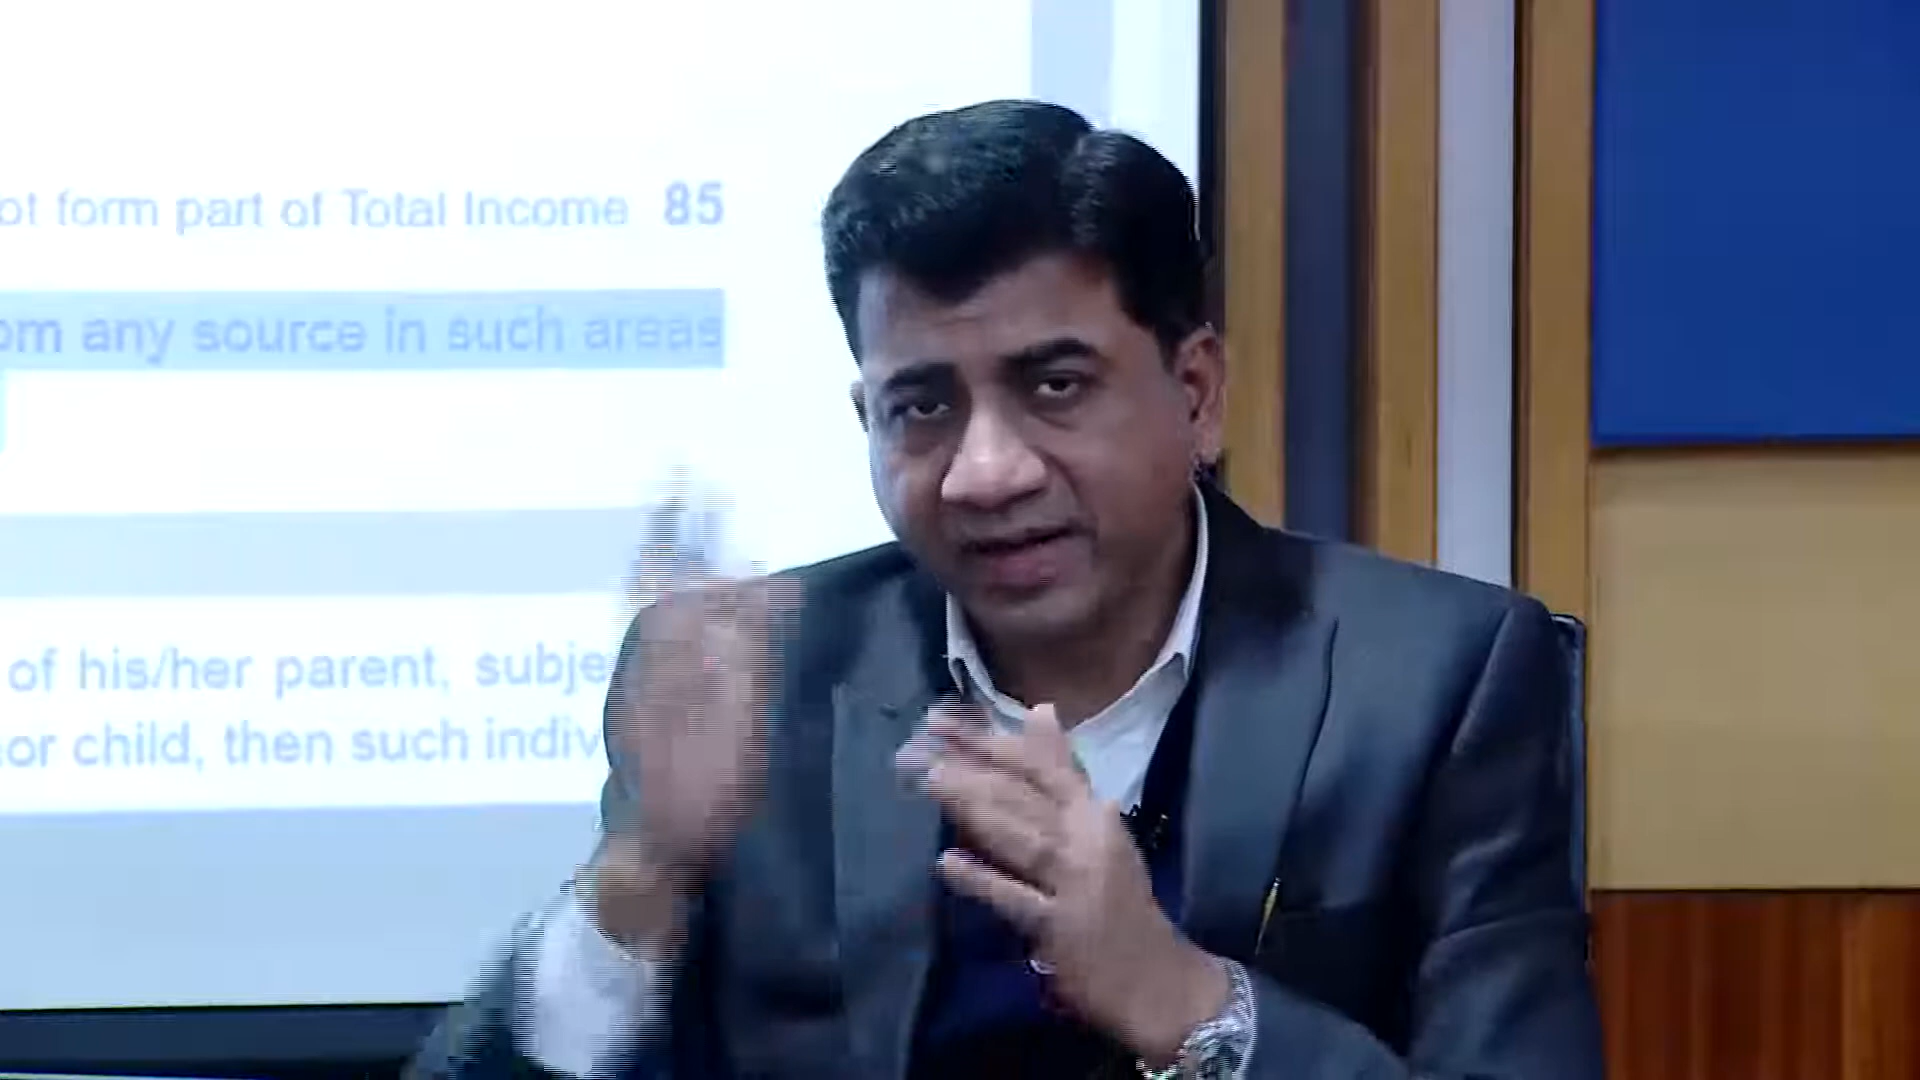 ot form part of Total Income 85
om any source in such areas
of his/her parent, subje
or child, then such indiv